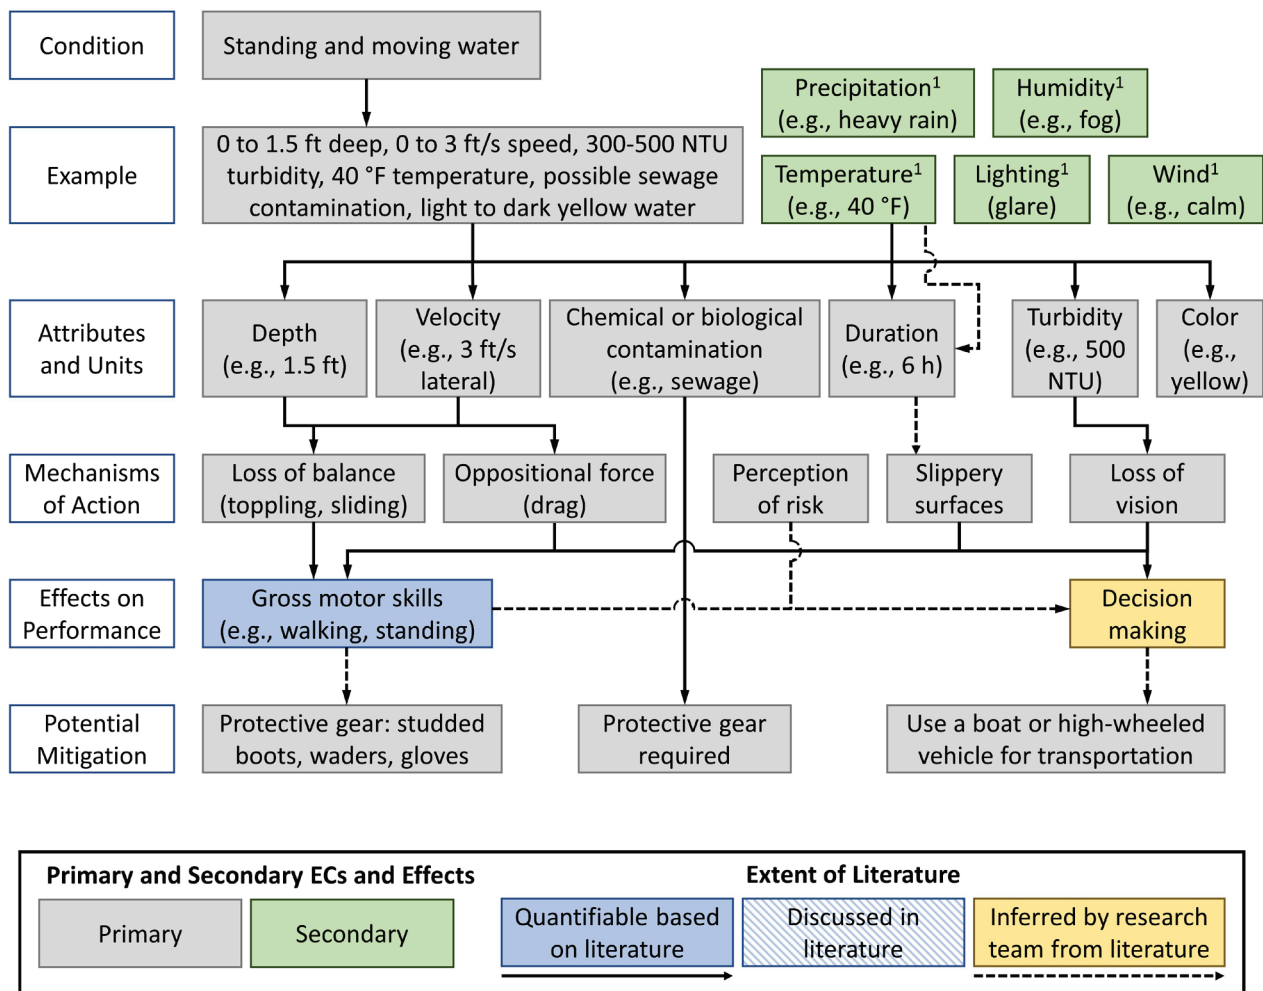 Condition
Standing and moving water
Precipitation¹
(e.g., heavy rain)
Humidity¹
(e.g., fog)
Example
0 to 1.5 ft deep, 0 to 3 ft/s speed, 300-500 NTU
turbidity, 40 °F temperature, possible sewage
contamination, light to dark yellow water
Temperature¹
(e.g., 40 °F)
Lighting¹
(glare)
Wind¹
(e.g., calm)
Attributes
and Units
Depth
(e.g., 1.5 ft)
Velocity
(e.g., 3 ft/s
lateral)
Chemical or biological
contamination
(e.g., sewage)
Duration
(e.g., 6 h)
Turbidity
(e.g., 500
NTU)
Color
(e.g.,
yellow)
Mechanisms
of Action
Loss of balance
(toppling, sliding)
Oppositional force
(drag)
Perception
of risk
Slippery
surfaces
Loss of
vision
Effects on
Performance
Gross motor skills
(e.g., walking, standing)
Decision
making
Potential
Mitigation
Protective gear: studded
boots, waders, gloves
Protective gear
required
Use a boat or high-wheeled
vehicle for transportation
Primary and Secondary ECs and Effects
Primary
Secondary
Extent of Literature
Quantifiable based
on literature
Discussed in
literature
Inferred by research
team from literature